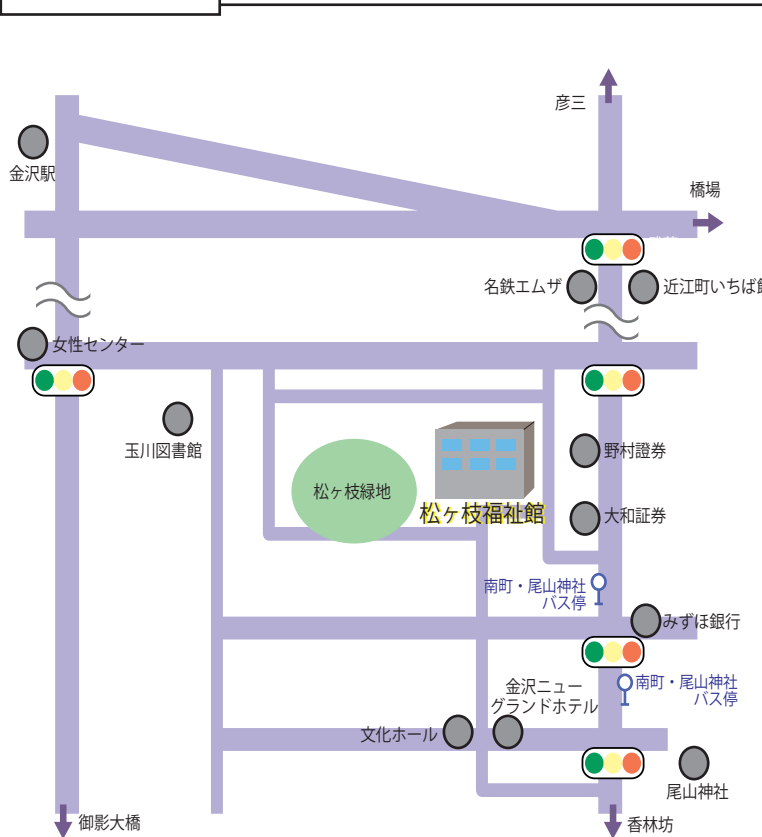 彦三
金沢駅
橋場
名鉄エムザ
近江町いちば館
女性センター
玉川図書館
野村證券
松ヶ枝緑地
松ヶ枝福祉館
大和証券
南町・尾山神社
バス停
みずほ銀行
金沢ニュー
グランドホテル
南町・尾山神社
バス停
文化ホール
尾山神社
御影大橋
香林坊